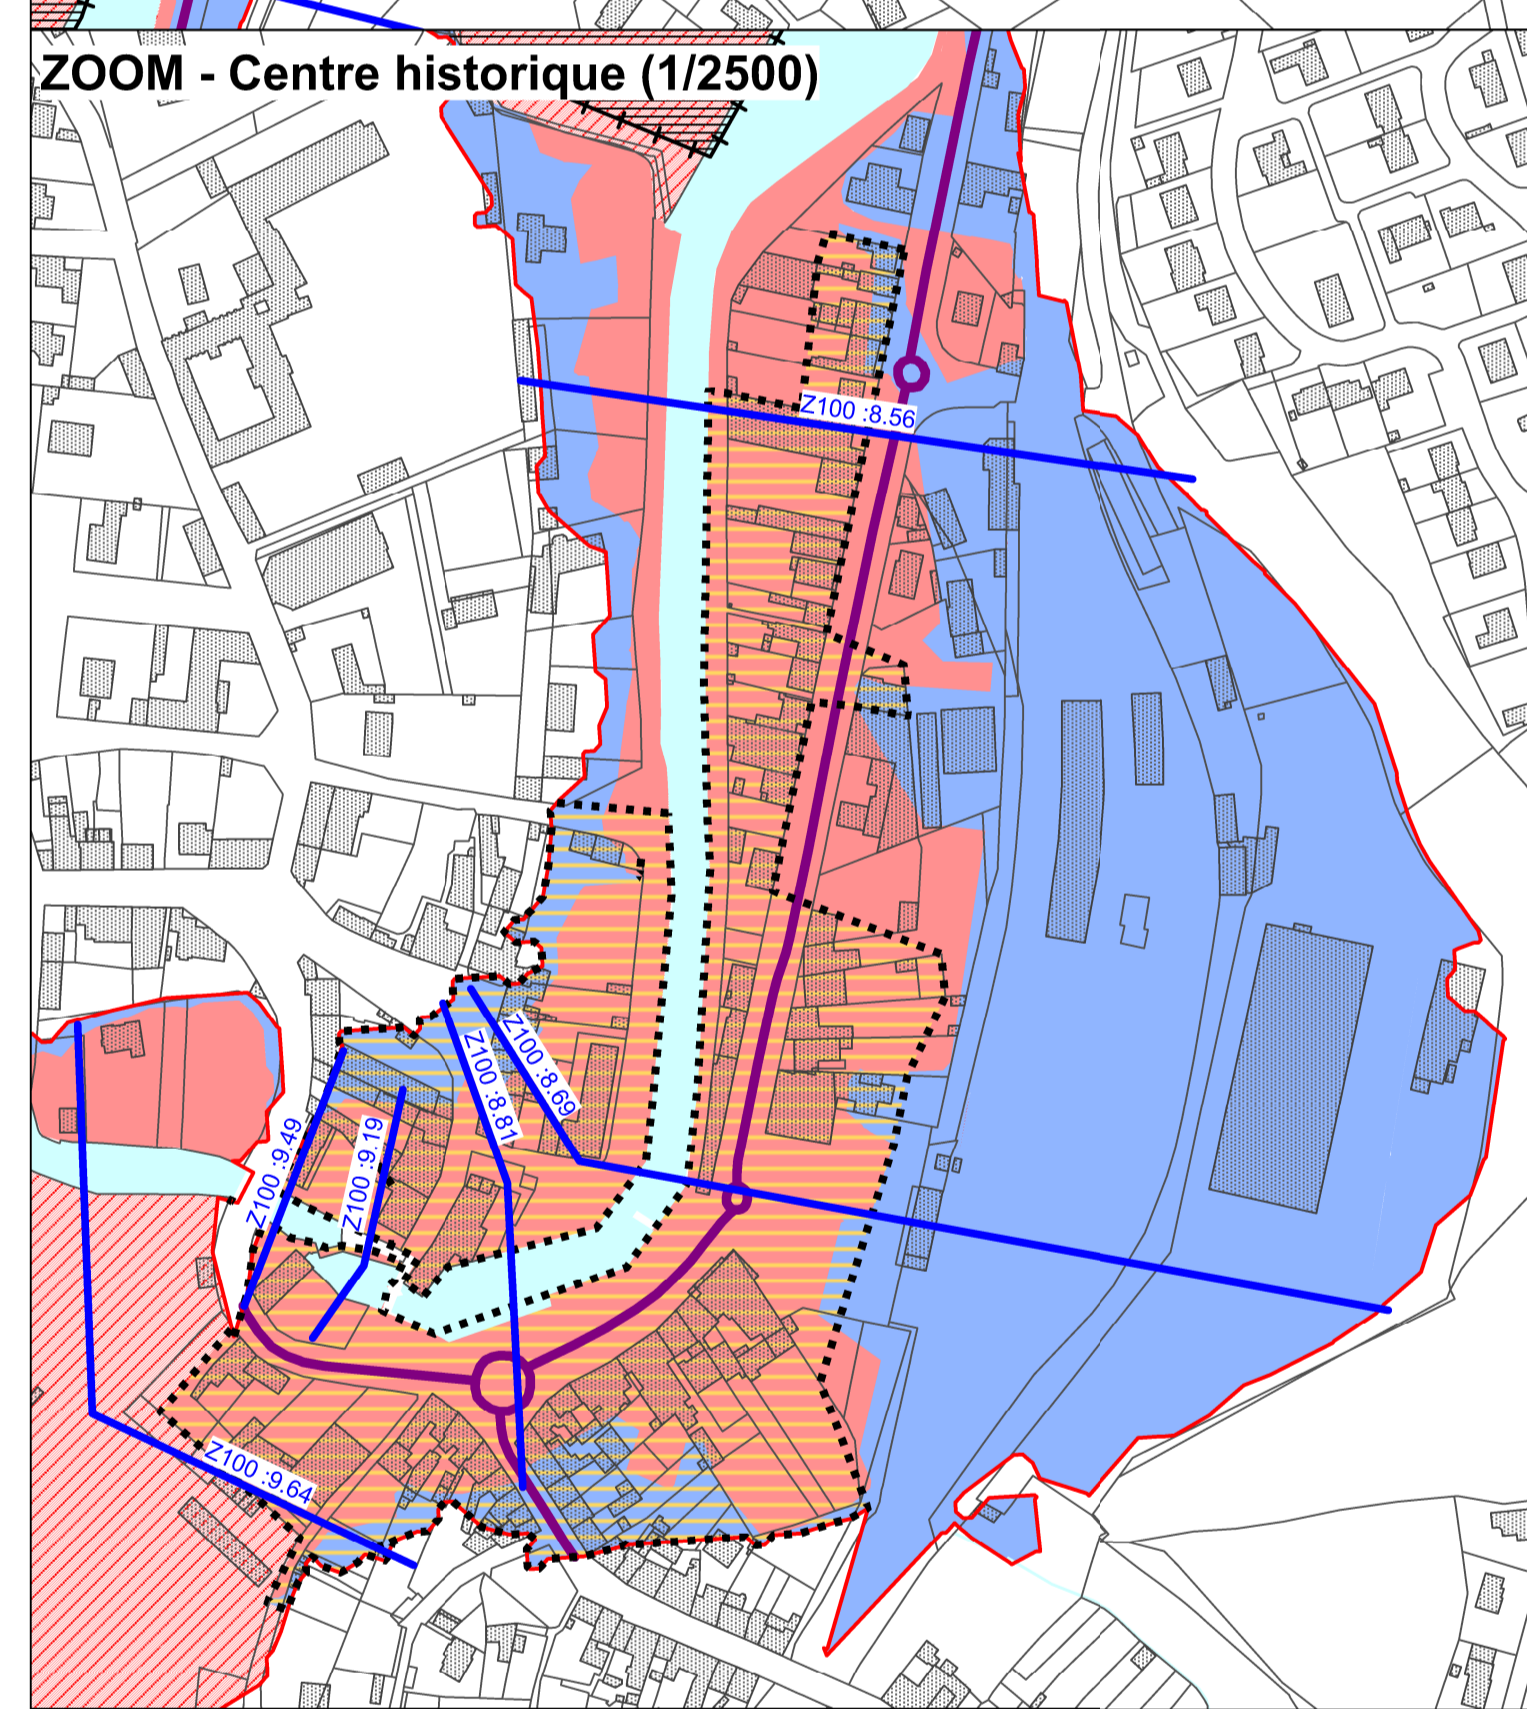 ZOOM - Centre historique (1/2500)
Z100 :8.56
Z100 :8.69
Z100 :8.81
Z100 :9.19
Z100 :9.49
Z100 :9.64